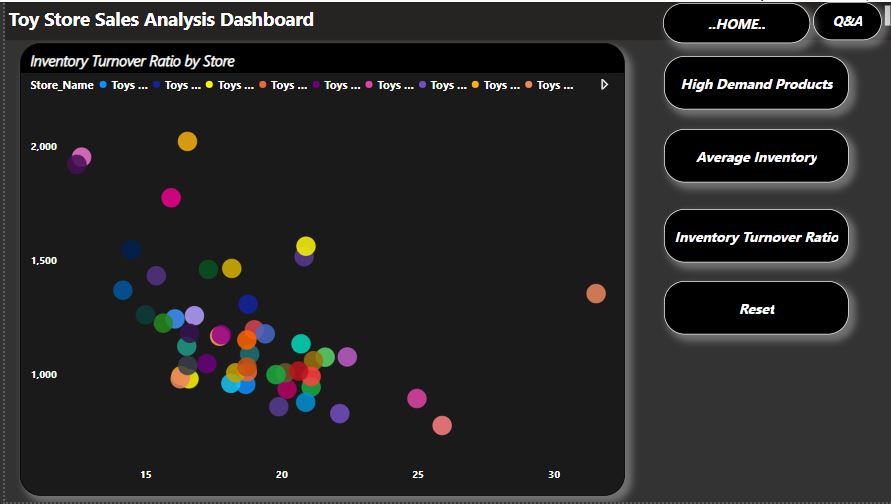 Toy Store Sales Analysis Dashboard
..HOME..
Q&A
Inventory Turnover Ratio by Store
Store_Name Toys ... Toys ... Toys ... Toys ... Toys ... Toys ... Toys ... Toys ... Toys ...
High Demand Products
Average Inventory
Inventory Turnover Ratio
Reset
2,000
1,500
1,000
15 20 25 30